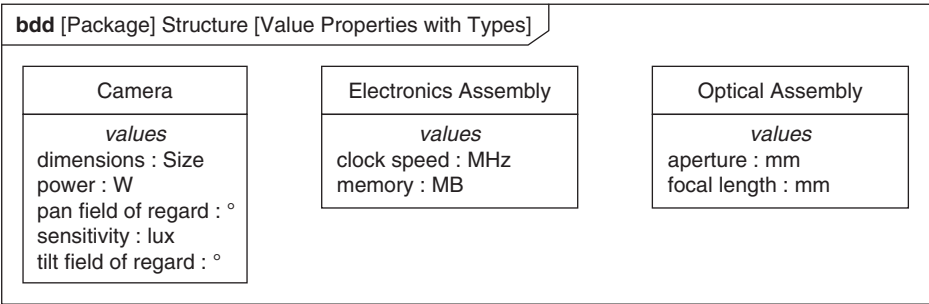 bdd [Package] Structure [Value Properties with Types]
Camera
values
dimensions : Size
power : W
pan field of regard : °
sensitivity : lux
tilt field of regard : °
Electronics Assembly
values
clock speed : MHz
memory : MB
Optical Assembly
values
aperture : mm
focal length : mm